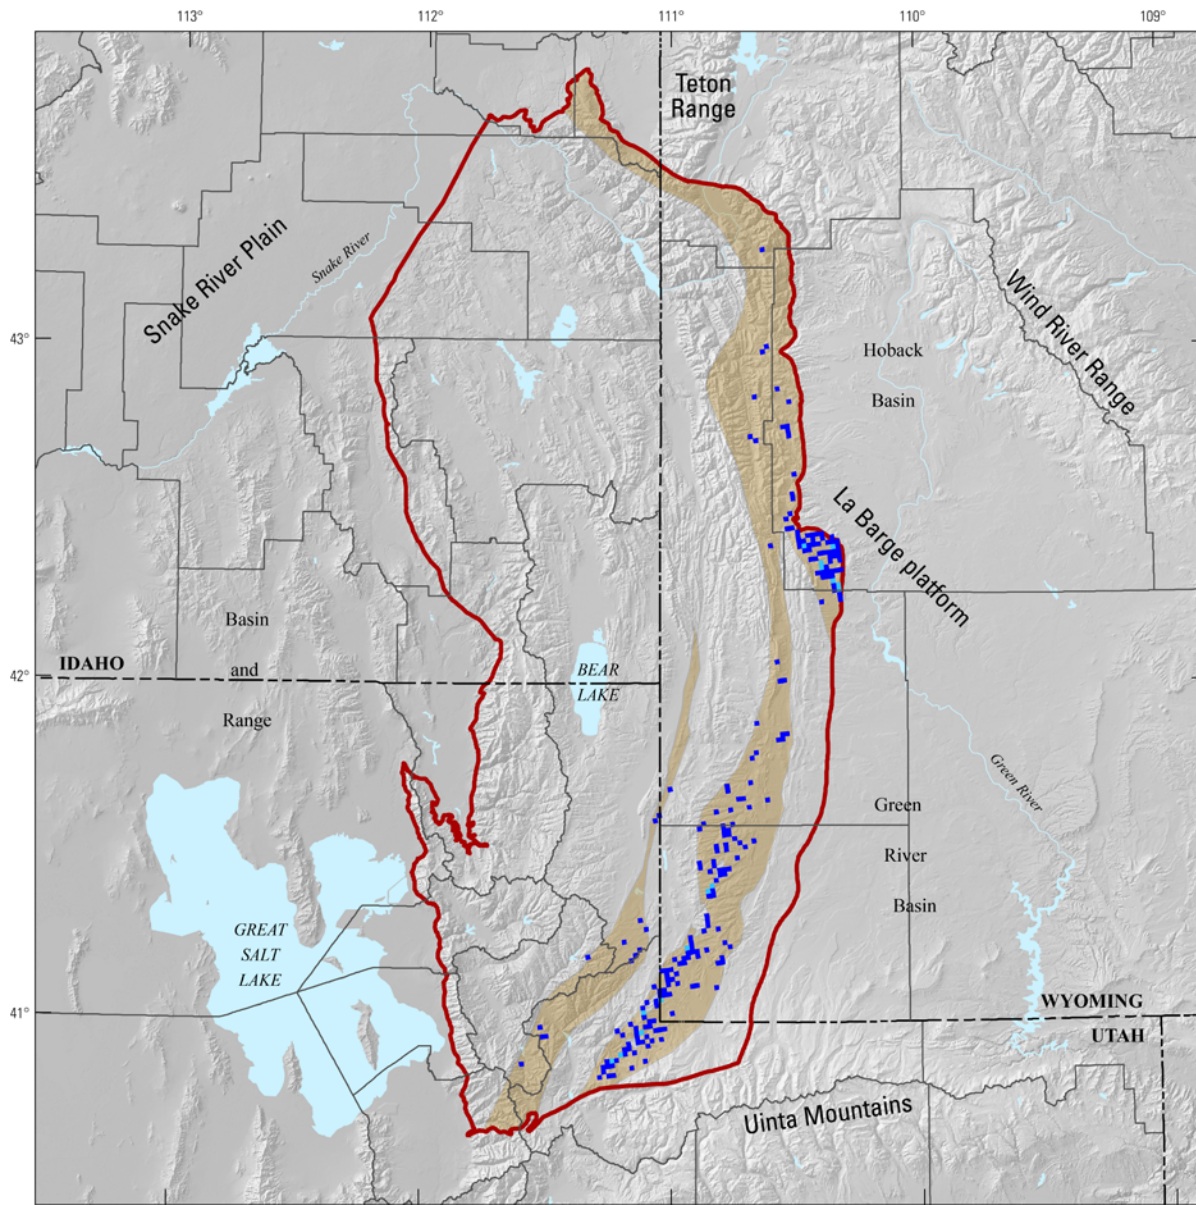 113°
112°
111°
110°
109°
Teton
Range
Snake River Plain
Snake River
43°
Hoback
Basin
Wind River Range
La Barge platform
Basin
and
Range
IDAHO
42°
BEAR
LAKE
Green River
Green
River
Basin
GREAT
SALT
LAKE
41°
WYOMING
UTAH
Uinta Mountains